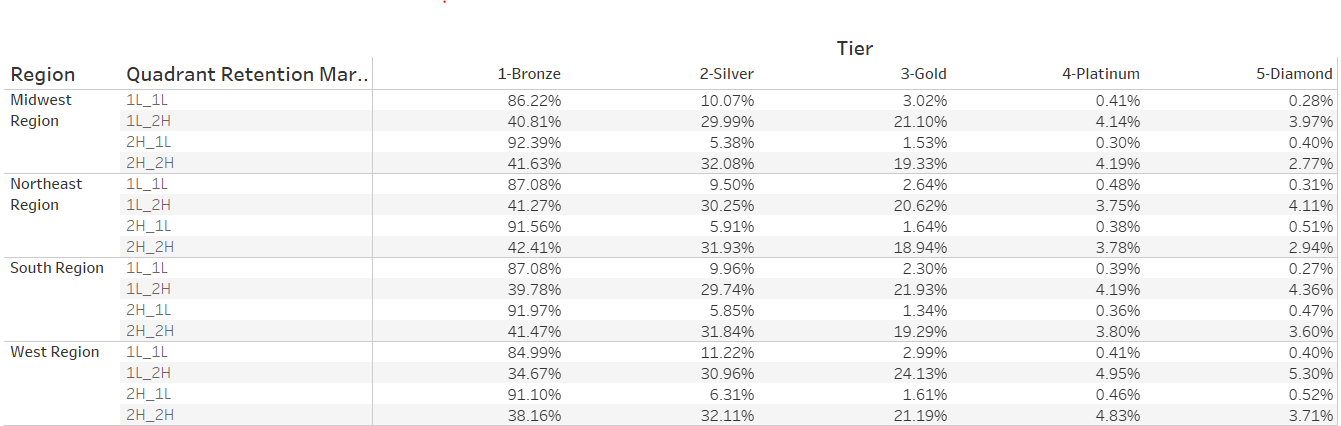 Tier
Region Quadrant Retention Mar.. 1-Bronze 2-Silver 3-Gold 4-Platinum 5-Diamond
Midwest 1L_1L 86.22% 10.07% 3.02% 0.41% 0.28%
Region 1L_2H 40.81% 29.99% 21.10% 4.14% 3.97%
2H_1L 92.39% 5.38% 1.53% 0.30% 0.40%
2H_2H 41.63% 32.08% 19.33% 4.19% 2.77%
Northeast 1L_1L 87.08% 9.50% 2.64% 0.48% 0.31%
Region 1L_2H 41.27% 30.25% 20.62% 3.75% 4.11%
2H_1L 91.56% 5.91% 1.64% 0.38% 0.51%
2H_2H 42.41% 31.93% 18.94% 3.78% 2.94%
South Region 1L_1L 87.08% 9.96% 2.30% 0.39% 0.27%
1L_2H 39.78% 29.74% 21.93% 4.19% 4.36%
2H_1L 91.97% 5.85% 1.34% 0.36% 0.47%
2H_2H 41.47% 31.84% 19.29% 3.80% 3.60%
West Region 1L_1L 84.99% 11.22% 2.99% 0.41% 0.40%
1L_2H 34.67% 30.96% 24.13% 4.95% 5.30%
2H_1L 91.10% 6.31% 1.61% 0.46% 0.52%
2H_2H 38.16% 32.11% 21.19% 4.83% 3.71%